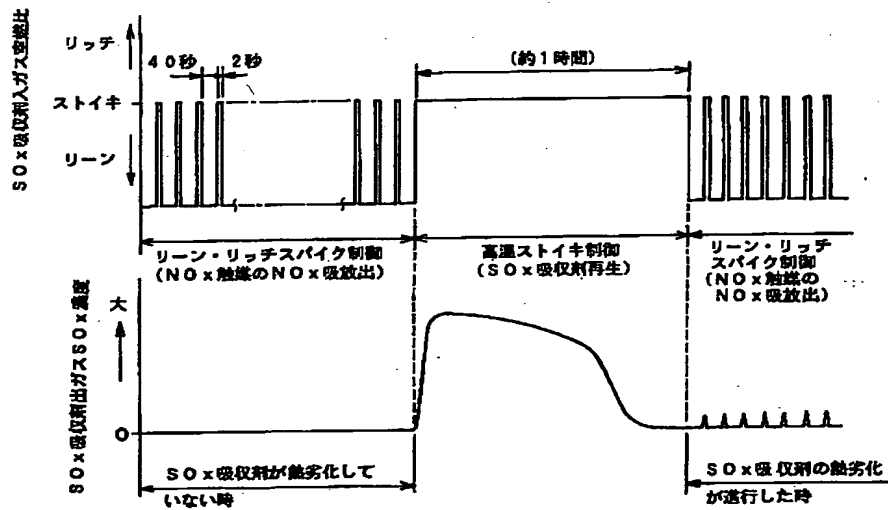 SOx吸収剤入ガス空燃比
リッチ
ストイキ
リーン
40秒
2秒
(約1時間)
リーン・リッチスパイク制御
(NOx触媒のNOx吸放出)
高温ストイキ制御
(SOx吸収剤再生)
リーン・リッチ
スパイク制御
(NOx触媒の
NOx吸放出)
SOx吸収剤出ガスSOx濃度
大
0
SOx吸収剤が熱劣化して
いない時
SOx吸収剤の熱劣化
が進行した時